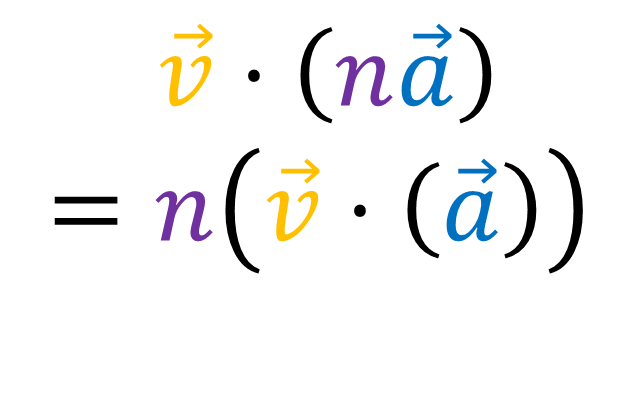 v⃗ · (na⃗)
= n(v⃗ · (a⃗))